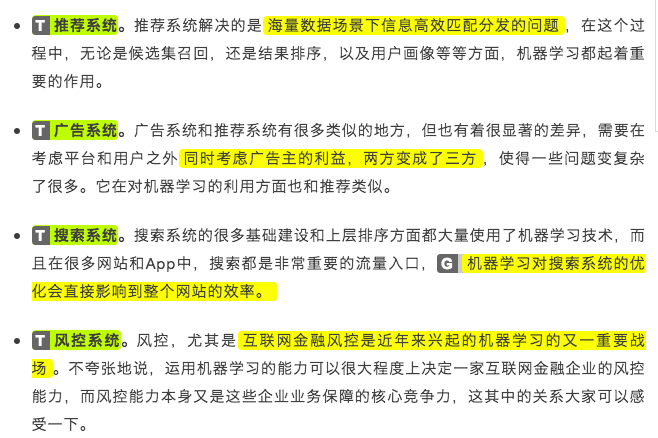 T 推荐系统。推荐系统解决的是海量数据场景下信息高效匹配分发的问题，在这个过
程中，无论是候选集召回，还是结果排序，以及用户画像等等方面，机器学习都起着重
要的作用。
T 广告系统。广告系统和推荐系统有很多类似的地方，但也有着很显著的差异，需要在
考虑平台和用户之外同时考虑广告主的利益，两方变成了三方，使得一些问题变复杂
了很多。它在对机器学习的利用方面也和推荐类似。
T 搜索系统。搜索系统的很多基础建设和上层排序方面都大量使用了机器学习技术，而
且在很多网站和App中，搜索都是非常重要的流量入口，G 机器学习对搜索系统的优
化会直接影响到整个网站的效率。
T 风控系统。风控，尤其是互联网金融风控是近年来兴起的机器学习的又一重要战
场。不夸张地说，运用机器学习的能力可以很大程度上决定一家互联网金融企业的风控
能力，而风控能力本身又是这些企业业务保障的核心竞争力，这其中的关系大家可以感
受一下。